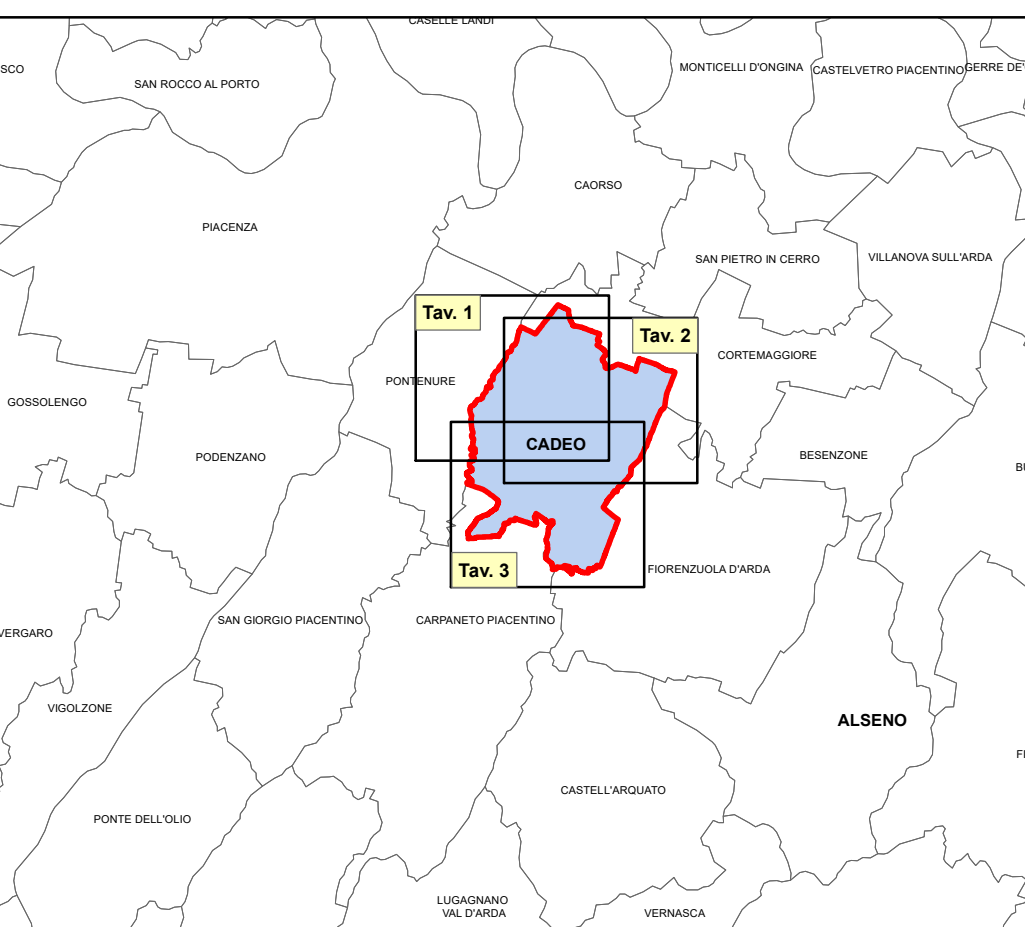 CASELLE LANDI
SCO
SAN ROCCO AL PORTO
MONTICELLI D'ONGINA
CASTELVETRO PIACENTINO
GERRE DE'
CAORSO
PIACENZA
SAN PIETRO IN CERRO
VILLANOVA SULL'ARDA
Tav. 1
Tav. 2
CORTEMAGGIORE
PONTENURE
GOSSOLENGO
CADEO
PODENZANO
BESENZONE
Tav. 3
FIORENZUOLA D'ARDA
SAN GIORGIO PIACENTINO
CARPANETO PIACENTINO
VERGARO
VIGOLZONE
ALSENO
CASTELL'ARQUATO
PONTE DELL'OLIO
LUGAGNANO
VAL D'ARDA
VERNASCA